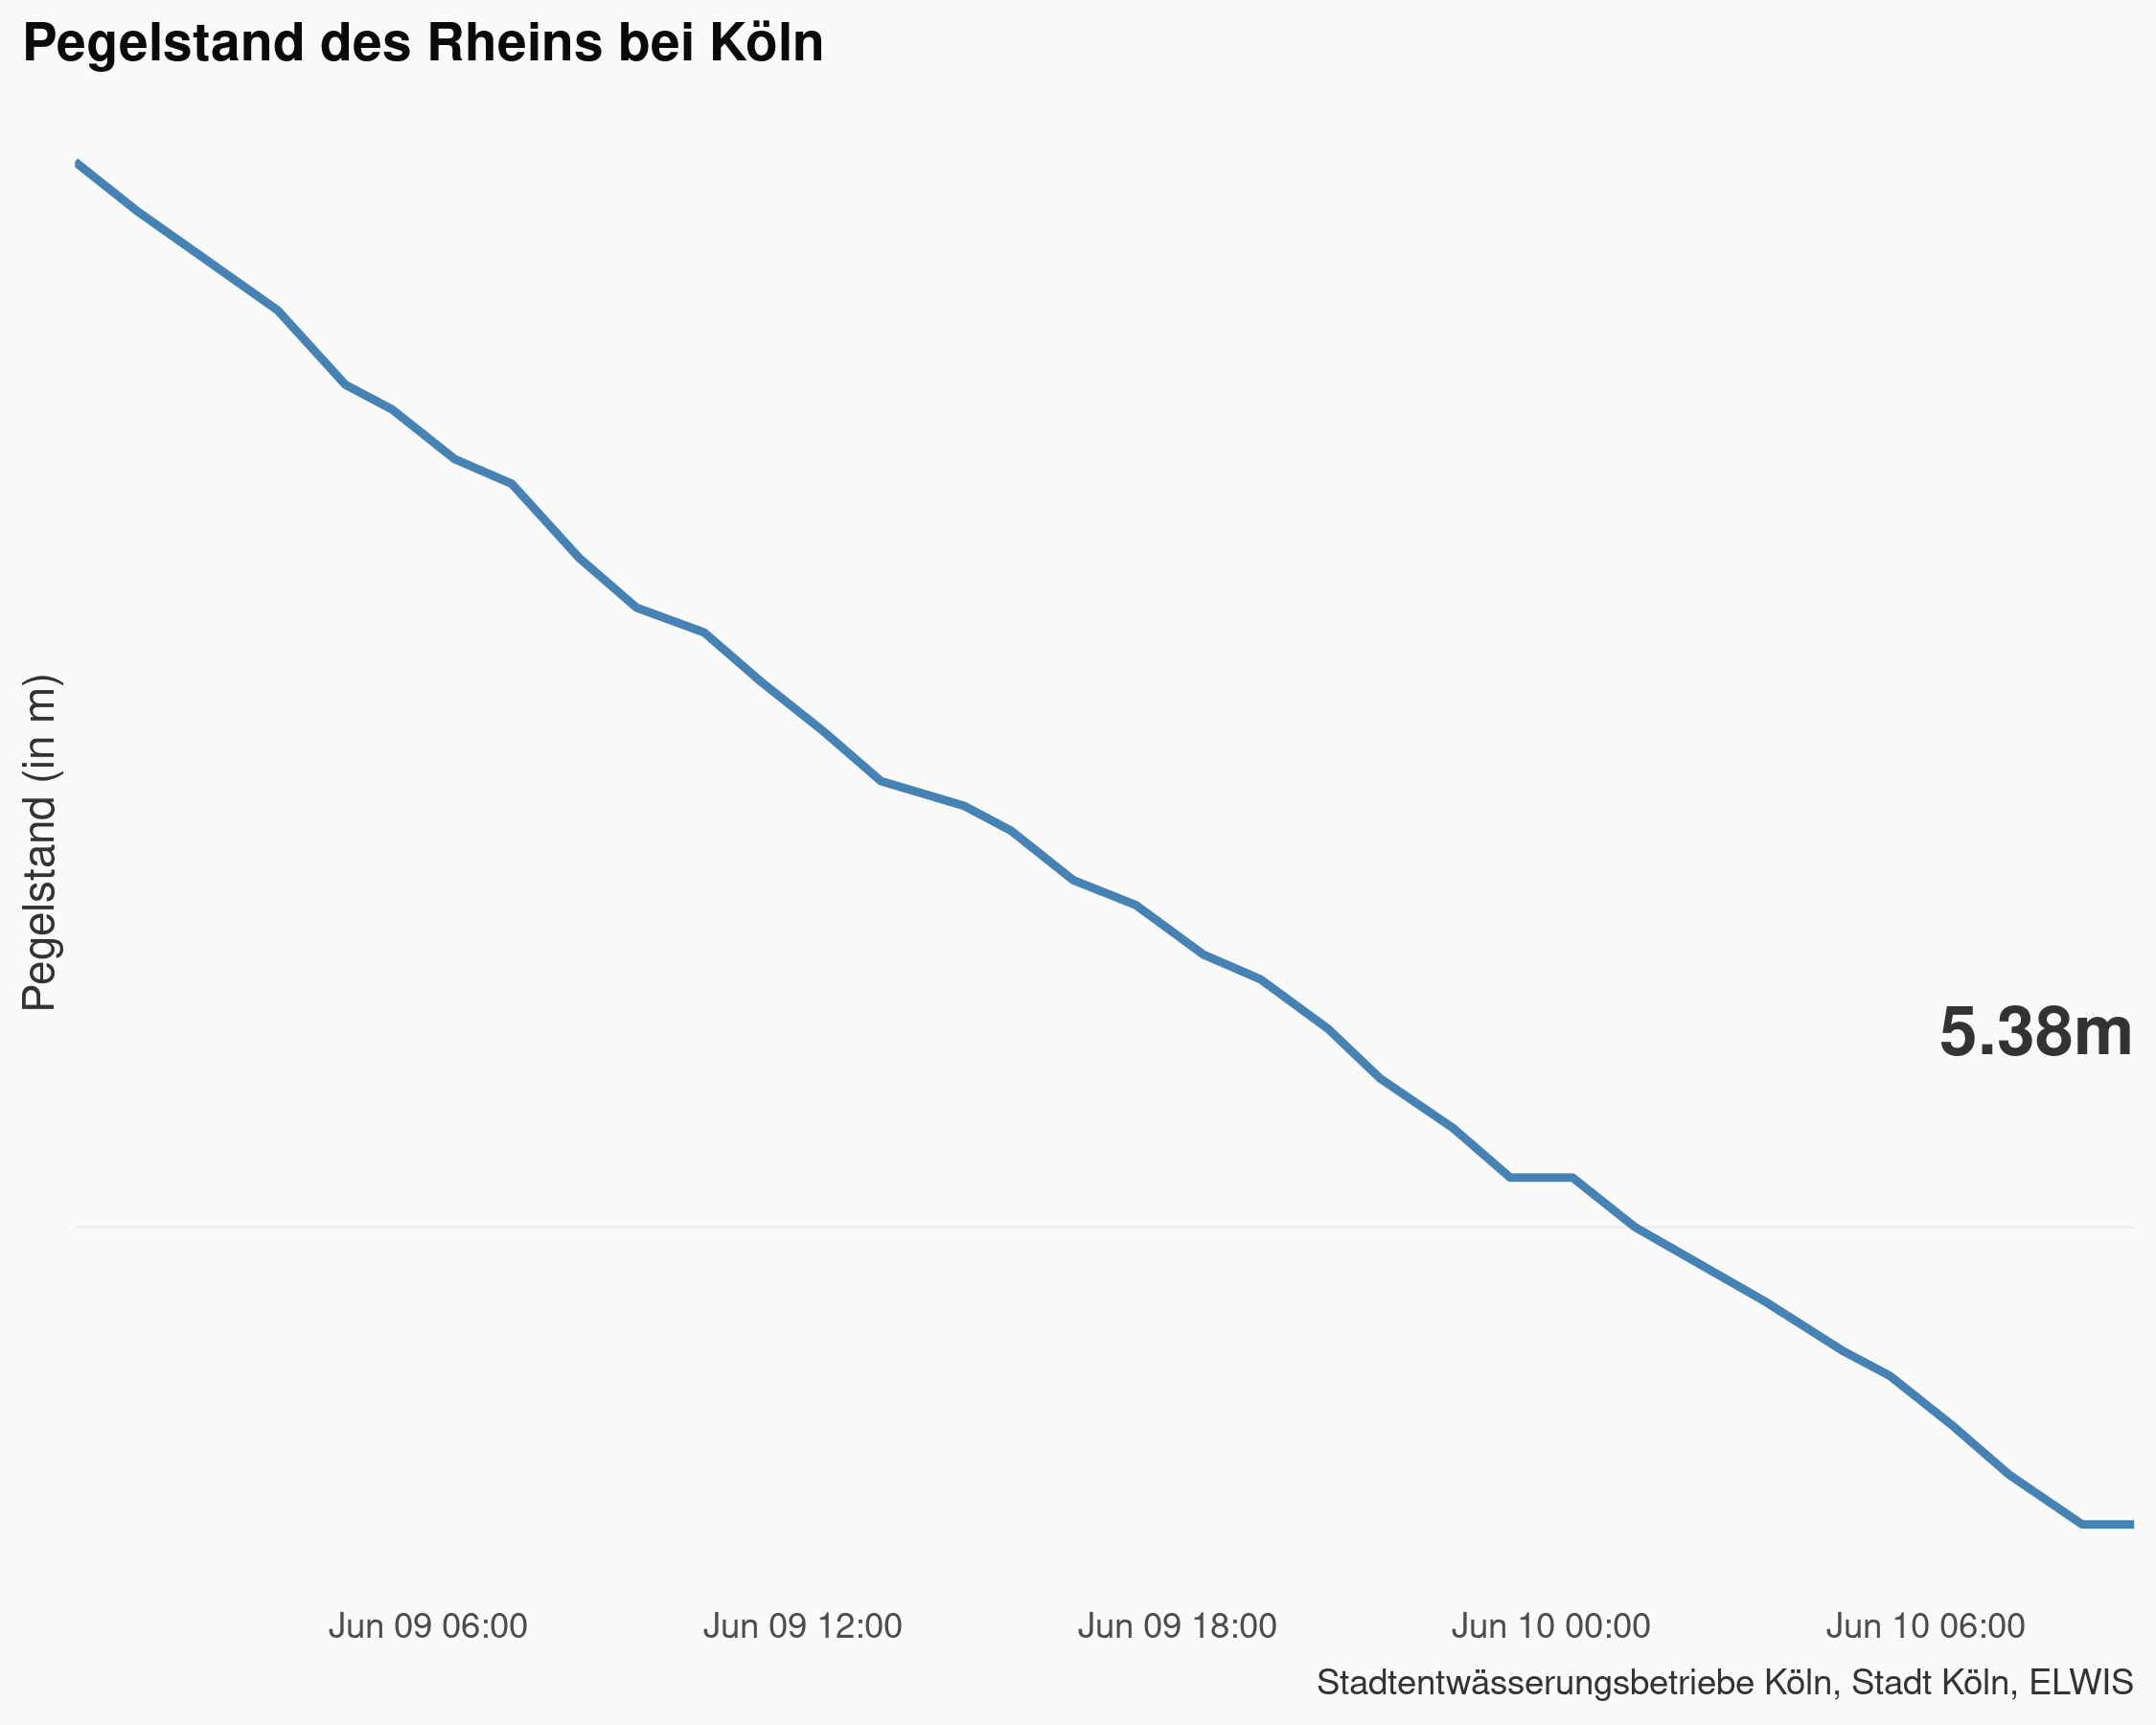 Pegelstand des Rheins bei Köln
Pegelstand (in m)
5.38m
Jun 09 06:00 Jun 09 12:00 Jun 09 18:00 Jun 10 00:00 Jun 10 06:00
Stadtentwässerungsbetriebe Köln, Stadt Köln, ELWIS